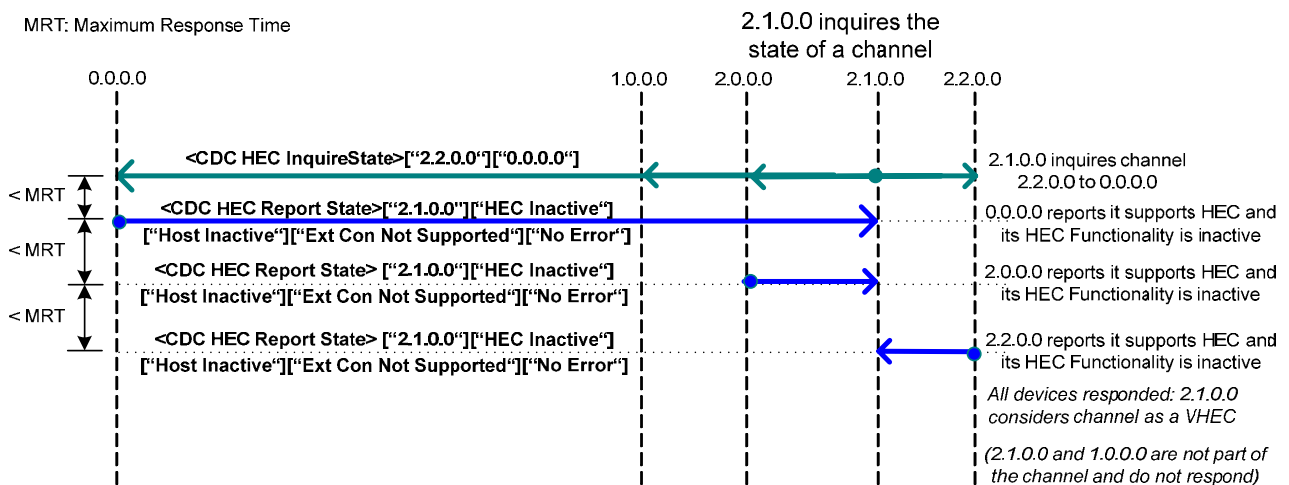 MRT: Maximum Response Time
2.1.0.0 inquires the
state of a channel
0.0.0.0
1.0.0.0
2.0.0.0
2.1.0.0
2.2.0.0
<CDC HEC InquireState>["2.2.0.0"]["0.0.0.0"]
2.1.0.0 inquires channel
2.2.0.0 to 0.0.0.0
< MRT
<CDC HEC Report State>["2.1.0.0"]["HEC Inactive"]
["Host Inactive"]["Ext Con Not Supported"]["No Error"]
0.0.0.0 reports it supports HEC and
its HEC Functionality is inactive
< MRT
<CDC HEC Report State> ["2.1.0.0"]["HEC Inactive"]
["Host Inactive"]["Ext Con Not Supported"]["No Error"]
2.0.0.0 reports it supports HEC and
its HEC Functionality is inactive
< MRT
<CDC HEC Report State> ["2.1.0.0"]["HEC Inactive"]
["Host Inactive"]["Ext Con Not Supported"]["No Error"]
2.2.0.0 reports it supports HEC and
its HEC Functionality is inactive
All devices responded: 2.1.0.0
considers channel as a VHEC
(2.1.0.0 and 1.0.0.0 are not part of
the channel and do not respond)